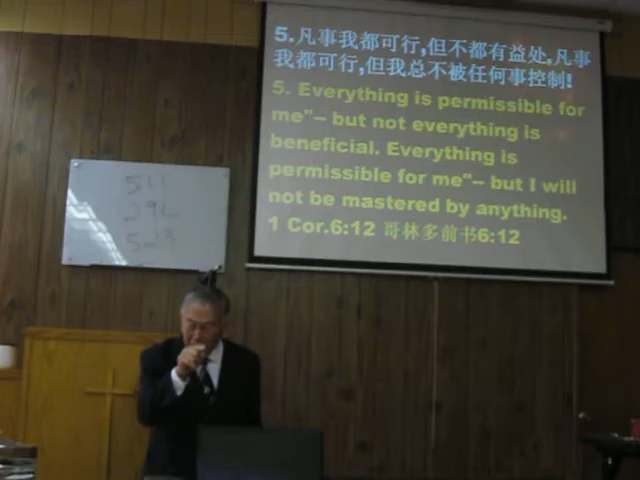 5.凡事我都可行,但不都有益处,凡事
我都可行,但我总不被任何事控制!
5. Everything is permissible for
me"– but not everything is
beneficial. Everything is
permissible for me"– but I will
not be mastered by anything.
1 Cor.6:12 哥林多前书6:12
511
294
529